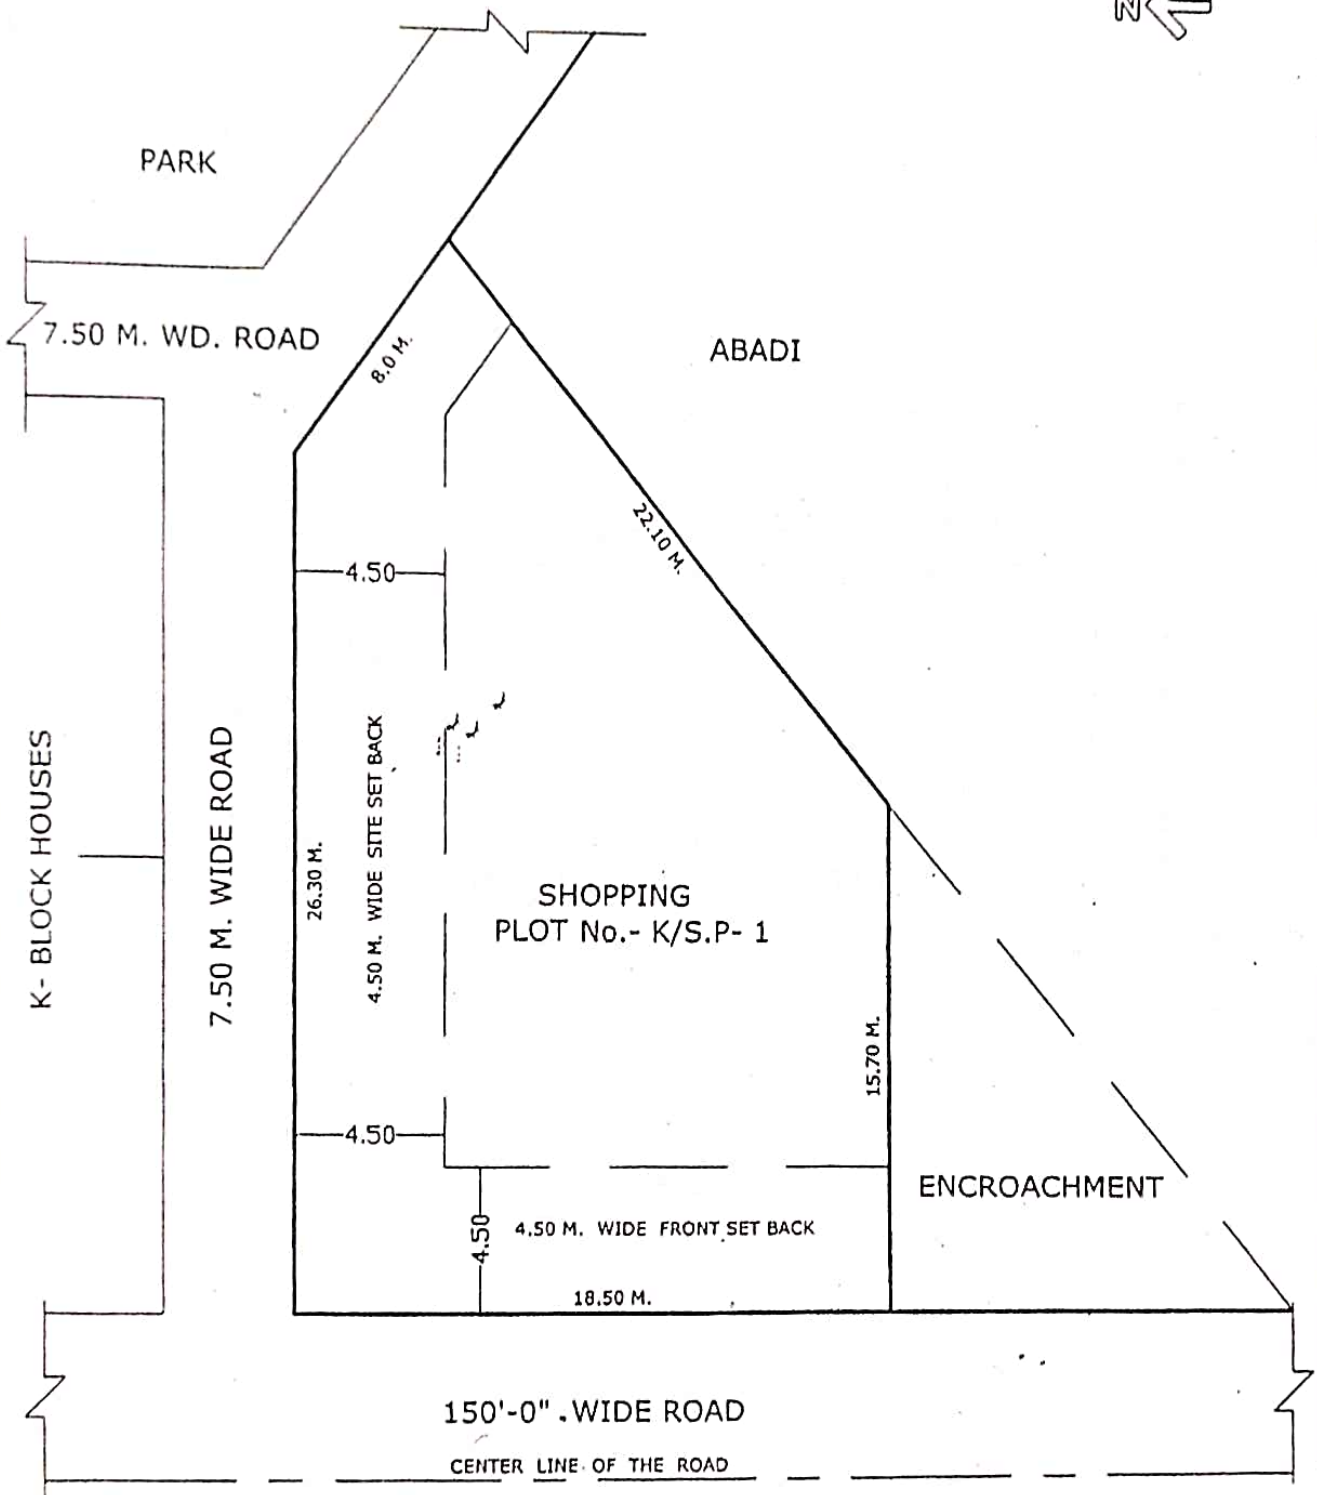 N
PARK
7.50 M. WD. ROAD
8.0 M.
ABADI
22.10 M.
4.50
K- BLOCK HOUSES
7.50 M. WIDE ROAD
26.30 M.
4.50 M. WIDE SITE SET BACK
SHOPPING
PLOT No.- K/S.P- 1
15.70 M.
4.50
ENCROACHMENT
4.50
4.50 M. WIDE FRONT SET BACK
18.50 M.
150'-0" .WIDE ROAD
CENTER LINE OF THE ROAD